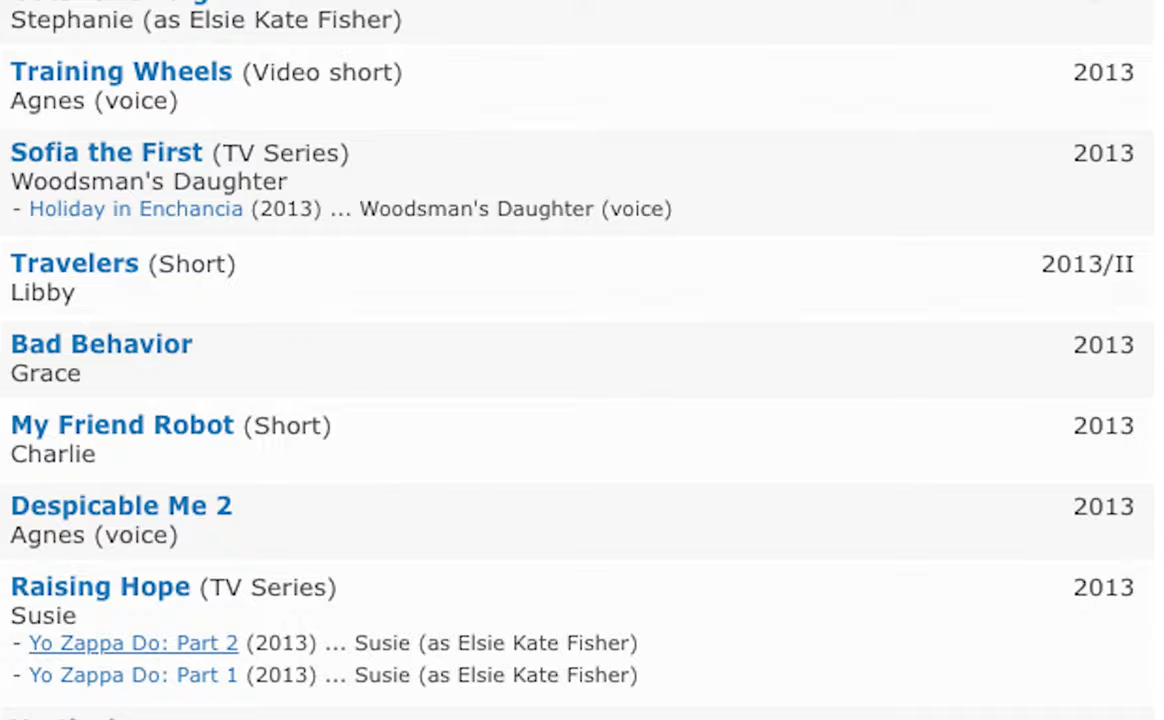 Stephanie (as Elsie Kate Fisher)
Training Wheels (Video short) 2013
Agnes (voice)
Sofia the First (TV Series) 2013
Woodsman's Daughter
- Holiday in Enchancia (2013) ... Woodsman's Daughter (voice)
Travelers (Short) 2013/II
Libby
Bad Behavior 2013
Grace
My Friend Robot (Short) 2013
Charlie
Despicable Me 2 2013
Agnes (voice)
Raising Hope (TV Series) 2013
Susie
- Yo Zappa Do: Part 2 (2013) ... Susie (as Elsie Kate Fisher)
- Yo Zappa Do: Part 1 (2013) ... Susie (as Elsie Kate Fisher)